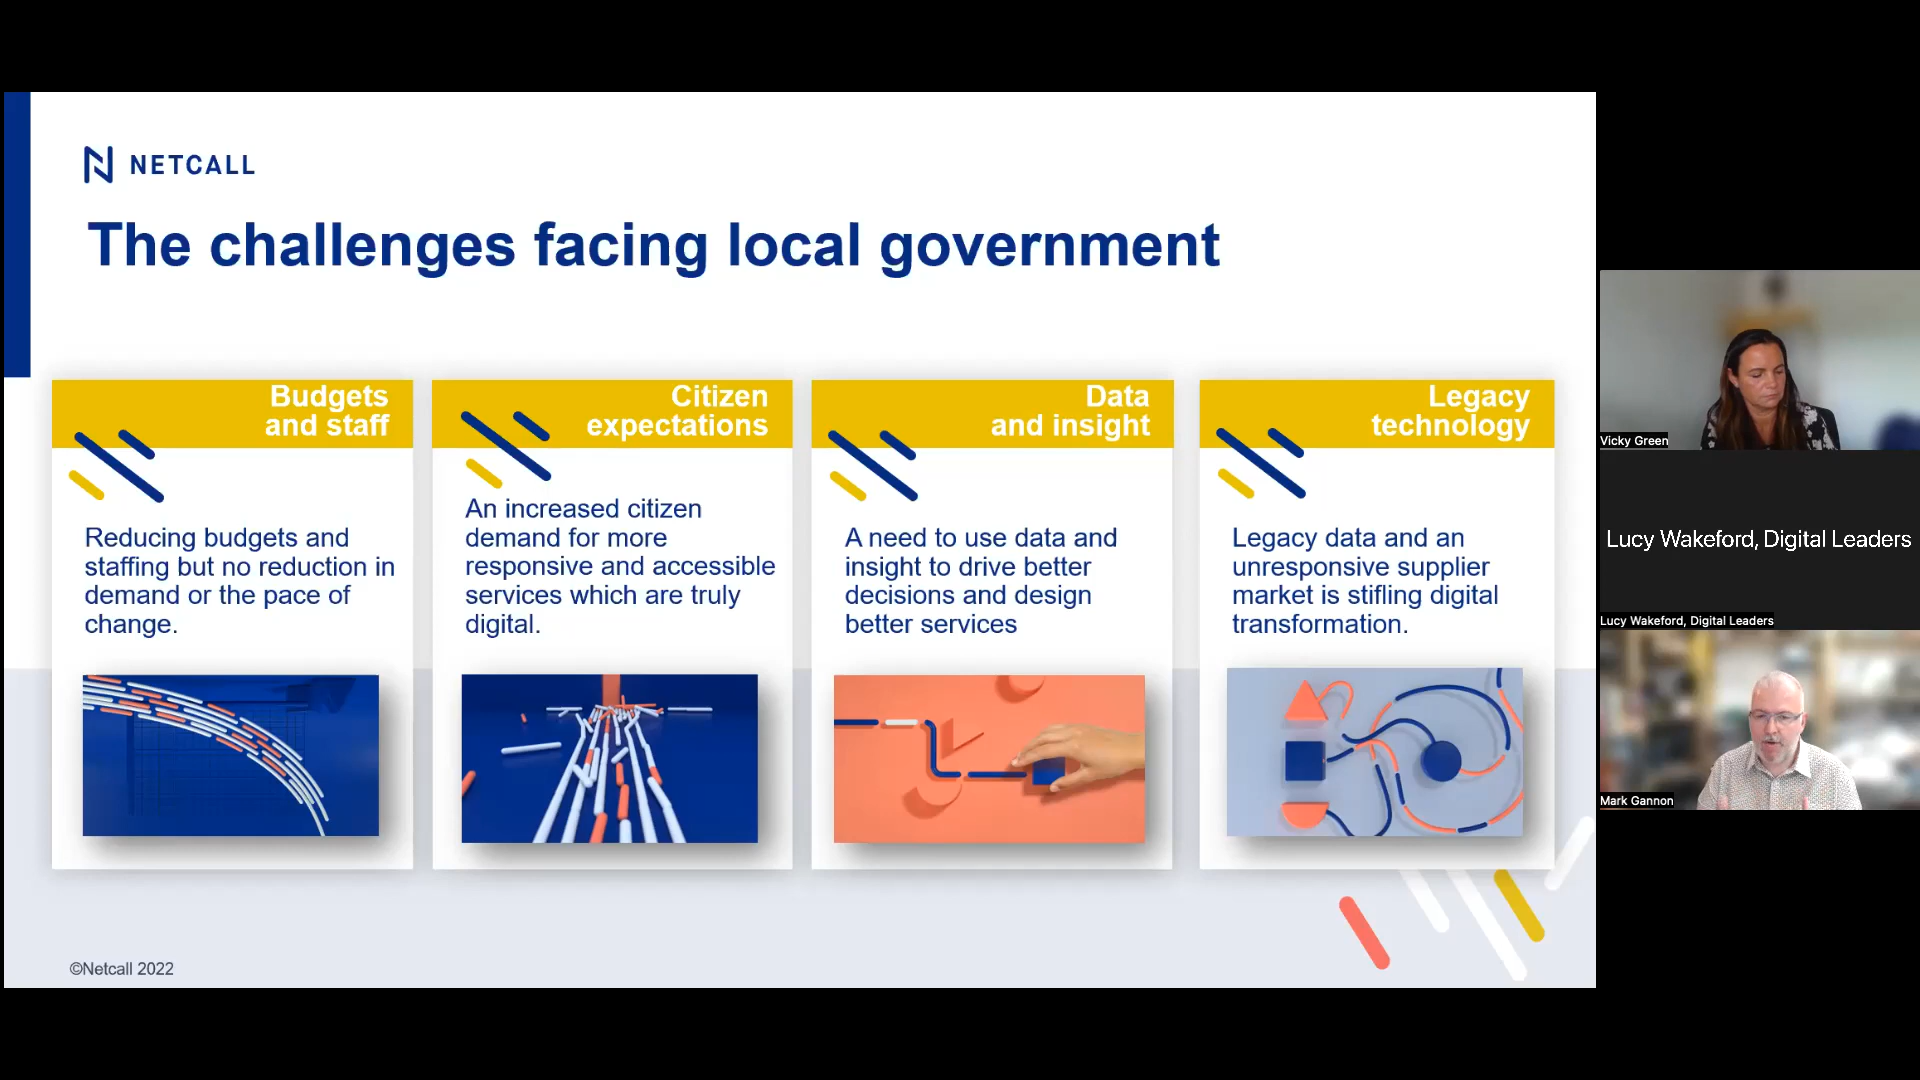 NETCALL
The challenges facing local government
Budgets
and staff
Reducing budgets and
staffing but no reduction in
demand or the pace of
change.
Citizen
expectations
An increased citizen
demand for more
responsive and accessible
services which are truly
digital.
Data
and insight
A need to use data and
insight to drive better
decisions and design
better services
Legacy
technology
Legacy data and an
unresponsive supplier
market is stifling digital
transformation.
©Netcall 2022
Vicky Green
Lucy Wakeford, Digital Leaders
Lucy Wakeford, Digital Leaders
Mark Gannon